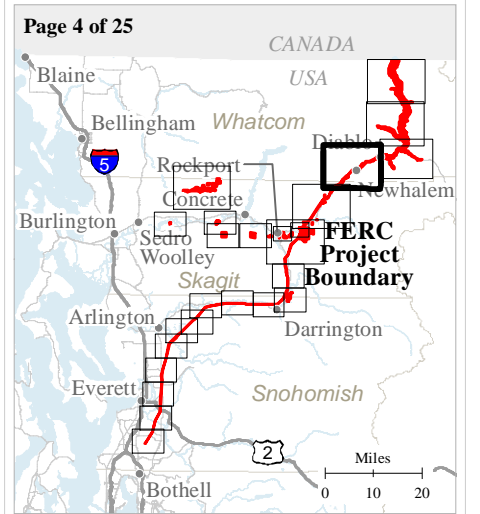 Page 4 of 25
CANADA
USA
Blaine
Bellingham
Whatcom
Diablo
5
Rockport
Newhalem
Concrete
Burlington
Sedro
Woolley
FERC
Project
Boundary
Skagit
Arlington
Darrington
Everett
Snohomish
2
Miles
Bothell
0 10 20